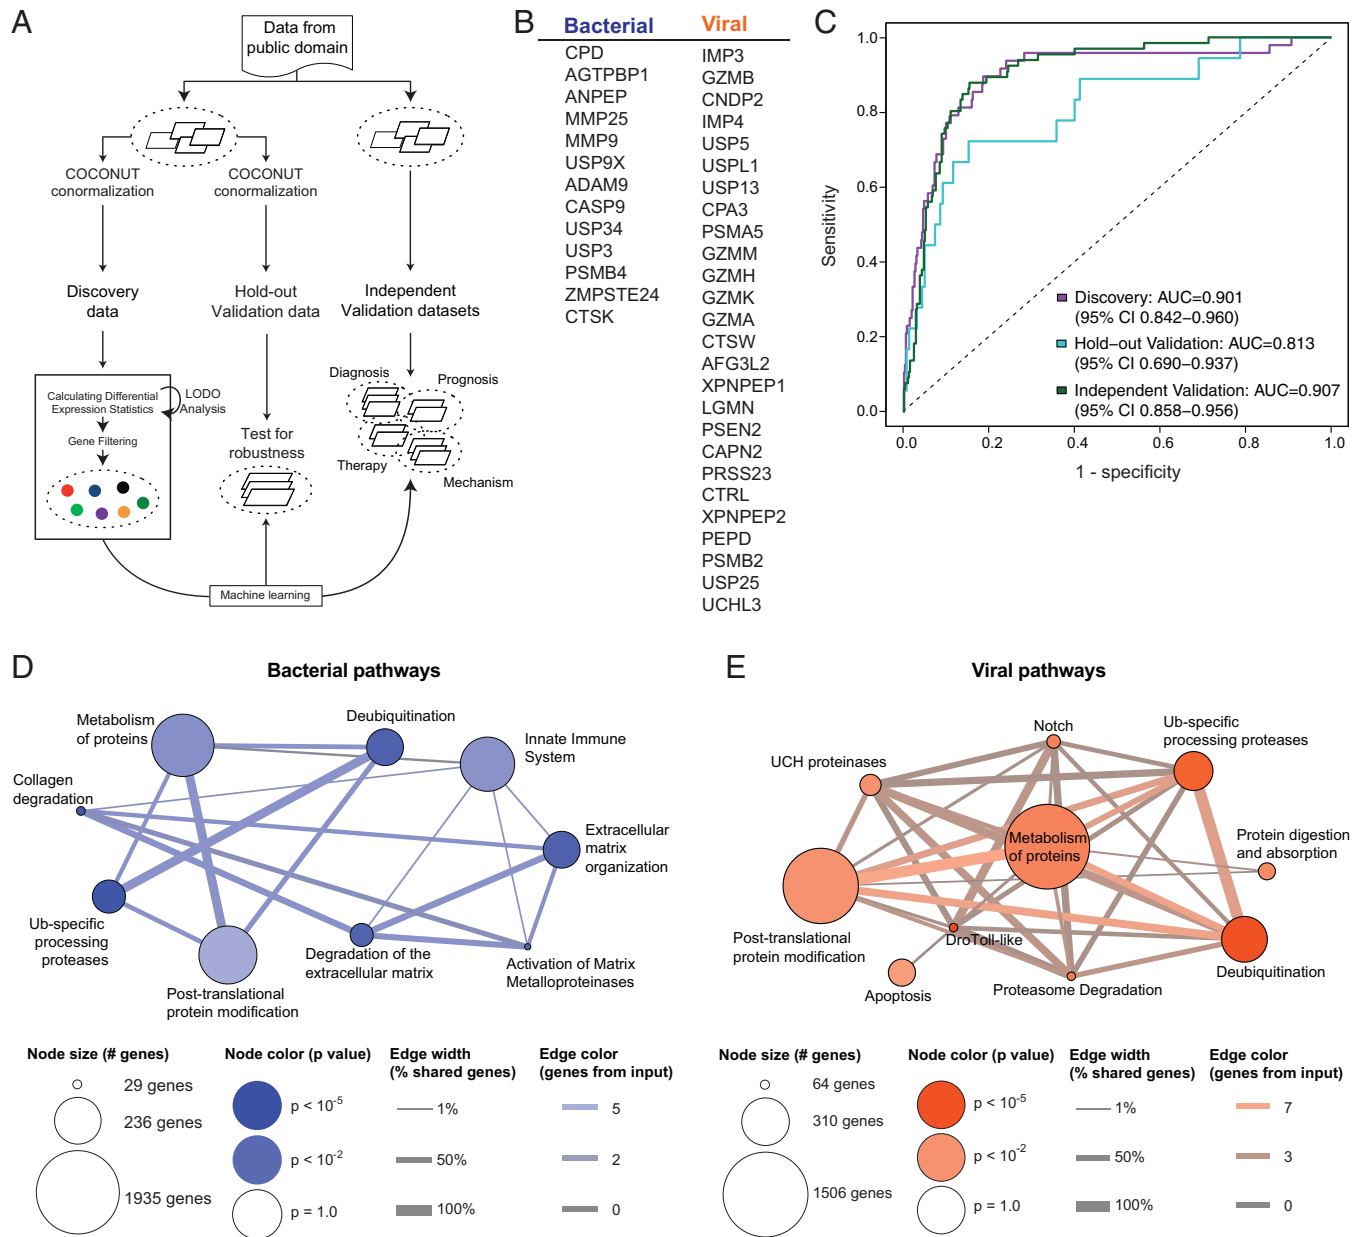 A
Data from
public domain
COCONUT
conormalization
COCONUT
conormalization
Discovery
data
Hold-out
Validation data
Independent
Validation datasets
Calculating Differential
Expression Statistics
LODO
Analysis
Gene Filtering
Test for
robustness
Diagnosis
Prognosis
Therapy
Mechanism
Machine learning
B
Bacterial
CPD
AGTPBP1
ANPEP
MMP25
MMP9
USP9X
ADAM9
CASP9
USP34
USP3
PSMB4
ZMPSTE24
CTSK
Viral
IMP3
GZMB
CNDP2
IMP4
USP5
USPL1
USP13
CPA3
PSMA5
GZMM
GZMH
GZMK
GZMA
CTSW
AFG3L2
XPNPEP1
LGMN
PSEN2
CAPN2
PRSS23
CTRL
XPNPEP2
PEPD
PSMB2
USP25
UCHL3
C
Sensitivity
1.0
0.8
0.6
0.4
0.2
0.0
Discovery: AUC=0.901
(95% CI 0.842–0.960)
Hold–out Validation: AUC=0.813
(95% CI 0.690–0.937)
Independent Validation: AUC=0.907
(95% CI 0.858–0.956)
0.0 0.2 0.4 0.6 0.8 1.0
1 - specificity
D
Bacterial pathways
Metabolism
of proteins
Deubiquitination
Innate Immune
System
Collagen
degradation
Extracellular
matrix
organization
Ub-specific
processing
proteases
Post-translational
protein modification
Degradation of the
extracellular matrix
Activation of Matrix
Metalloproteinases
Node size (# genes)
29 genes
236 genes
1935 genes
Node color (p value)
p < 10-5
p < 10-2
p = 1.0
Edge width
(% shared genes)
1%
50%
100%
Edge color
(genes from input)
5
2
0
E
Viral pathways
Notch
Ub-specific
processing proteases
UCH proteinases
Metabolism
of proteins
Protein digestion
and absorption
Post-translational
protein modification
DroToll-like
Apoptosis
Proteasome Degradation
Deubiquitination
Node size (# genes)
64 genes
310 genes
1506 genes
Node color (p value)
p < 10-5
p < 10-2
p = 1.0
Edge width
(% shared genes)
1%
50%
100%
Edge color
(genes from input)
7
3
0